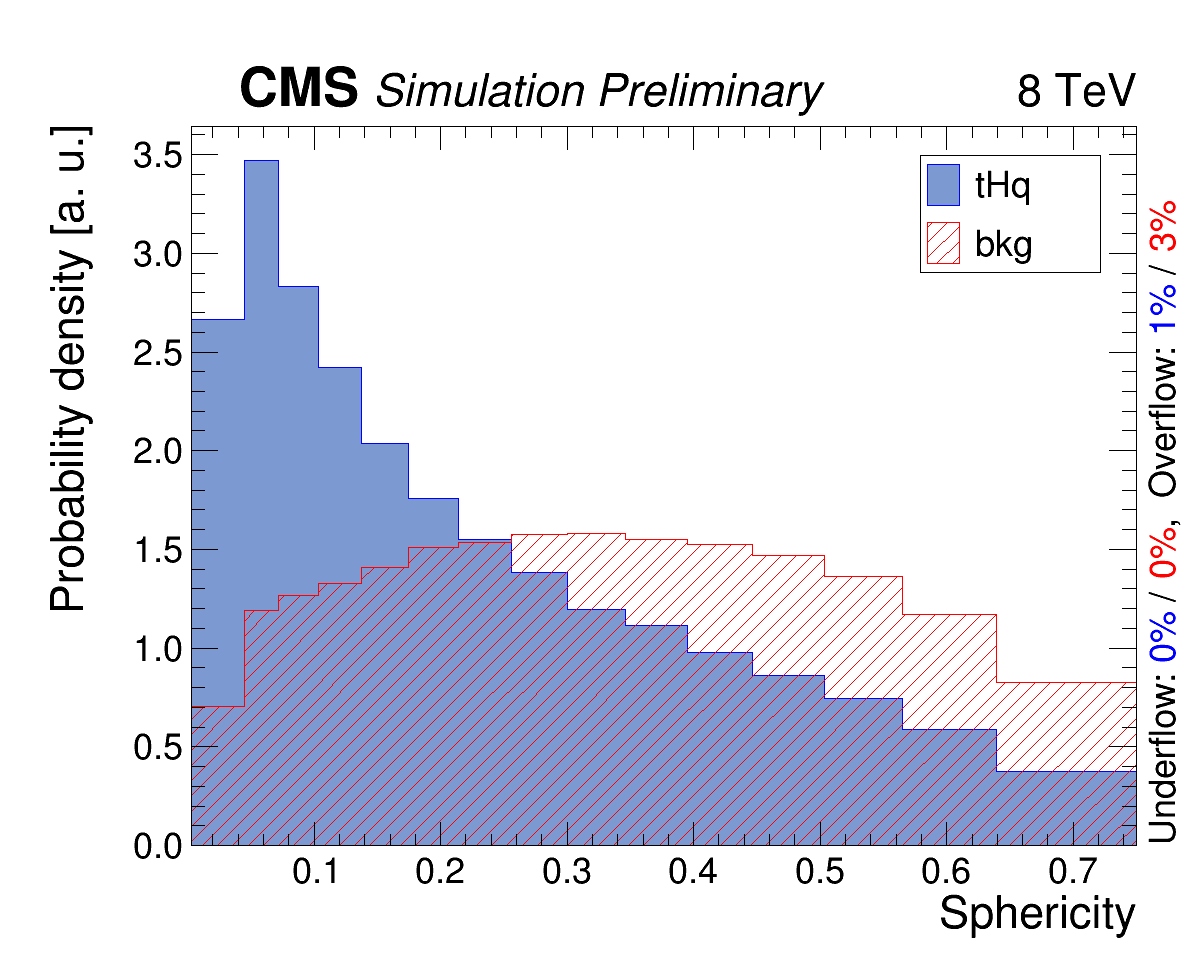 CMS Simulation Preliminary 8 TeV
Probability density [a. u.]
3.5
3.0
2.5
2.0
1.5
1.0
0.5
0.0
tHq
bkg
0.1 0.2 0.3 0.4 0.5 0.6 0.7
Sphericity
Underflow: 0% / 0%, Overflow: 1% / 3%